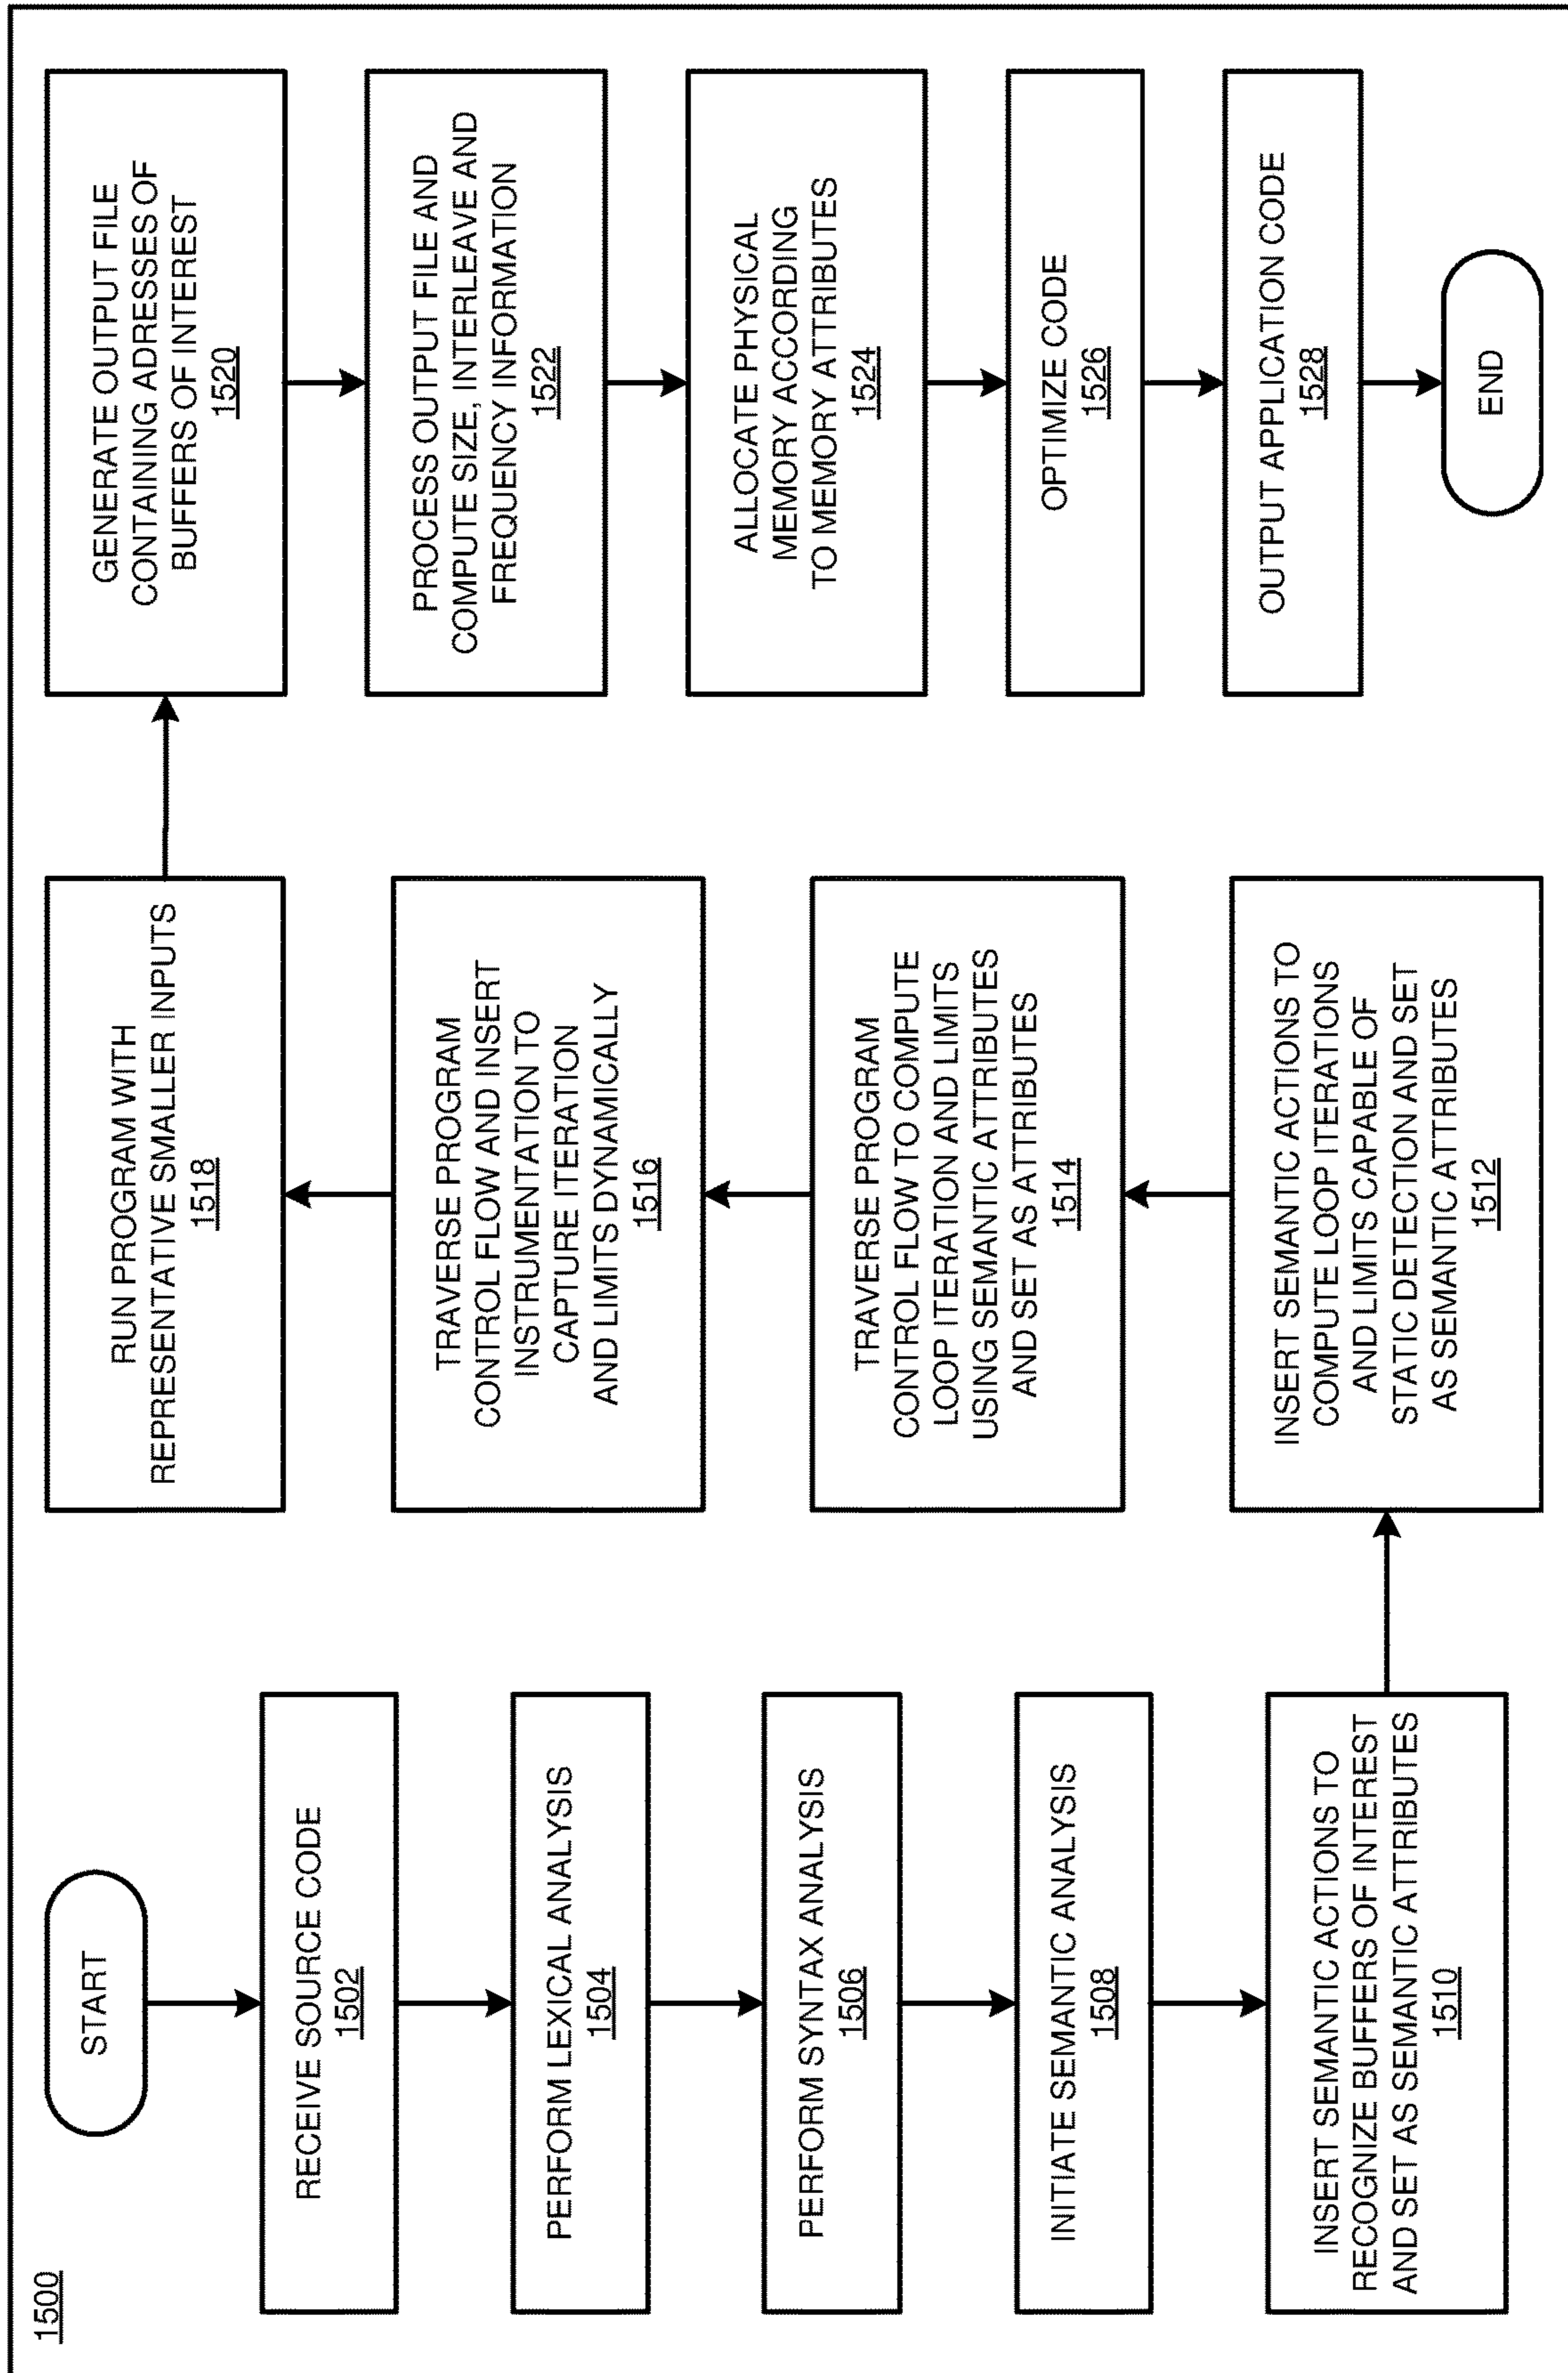 1500
START
RECEIVE SOURCE CODE
1502
PERFORM LEXICAL ANALYSIS
1504
PERFORM SYNTAX ANALYSIS
1506
INITIATE SEMANTIC ANALYSIS
1508
INSERT SEMANTIC ACTIONS TO
RECOGNIZE BUFFERS OF INTEREST
AND SET AS SEMANTIC ATTRIBUTES
1510
INSERT SEMANTIC ACTIONS TO
COMPUTE LOOP ITERATIONS
AND LIMITS CAPABLE OF
STATIC DETECTION AND SET
AS SEMANTIC ATTRIBUTES
1512
TRAVERSE PROGRAM
CONTROL FLOW TO COMPUTE
LOOP ITERATION AND LIMITS
USING SEMANTIC ATTRIBUTES
AND SET AS ATTRIBUTES
1514
TRAVERSE PROGRAM
CONTROL FLOW AND INSERT
INSTRUMENTATION TO
CAPTURE ITERATION
AND LIMITS DYNAMICALLY
1516
RUN PROGRAM WITH
REPRESENTATIVE SMALLER INPUTS
1518
GENERATE OUTPUT FILE
CONTAINING ADRESSES OF
BUFFERS OF INTEREST
1520
PROCESS OUTPUT FILE AND
COMPUTE SIZE, INTERLEAVE AND
FREQUENCY INFORMATION
1522
ALLOCATE PHYSICAL
MEMORY ACCORDING
TO MEMORY ATTRIBUTES
1524
OPTIMIZE CODE
1526
OUTPUT APPLICATION CODE
1528
END